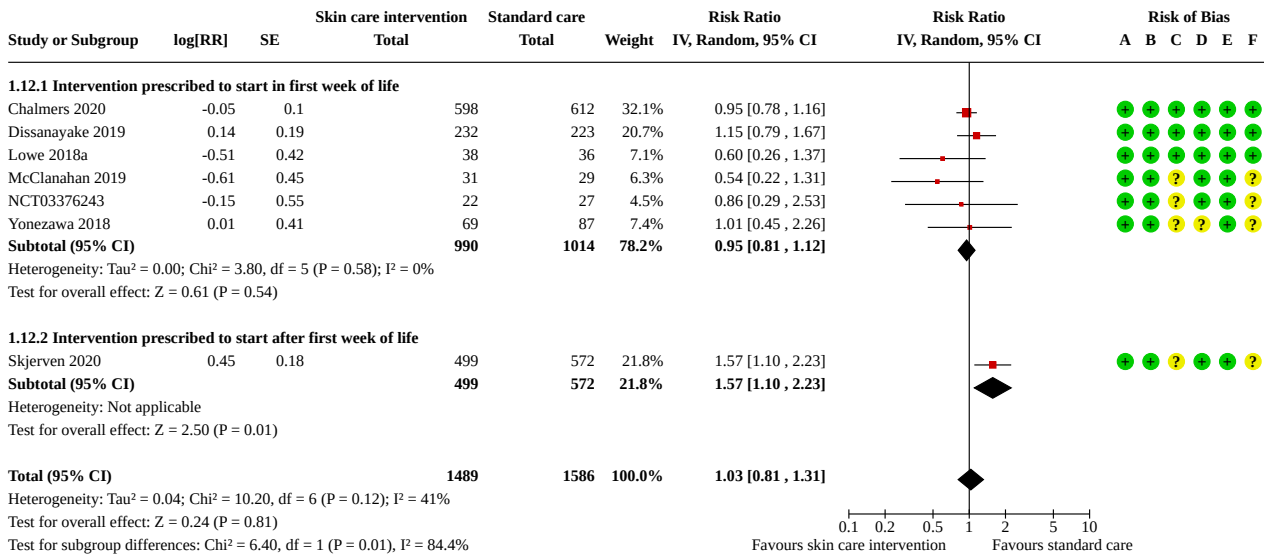 Skin care intervention Standard care Risk Ratio Risk Ratio Risk of Bias
Study or Subgroup log[RR] SE Total Total Weight IV, Random, 95% CI IV, Random, 95% CI A B C D E F
1.12.1 Intervention prescribed to start in first week of life
Chalmers 2020 -0.05 0.1 598 612 32.1% 0.95 [0.78 , 1.16] + + + + + +
Dissanayake 2019 0.14 0.19 232 223 20.7% 1.15 [0.79 , 1.67] + + + + + +
Lowe 2018a -0.51 0.42 38 36 7.1% 0.60 [0.26 , 1.37] + + + + + +
McClanahan 2019 -0.61 0.45 31 29 6.3% 0.54 [0.22 , 1.31] + + ? + + ?
NCT03376243 -0.15 0.55 22 27 4.5% 0.86 [0.29 , 2.53] + + ? + + ?
Yonezawa 2018 0.01 0.41 69 87 7.4% 1.01 [0.45 , 2.26] + + ? ? + ?
Subtotal (95% CI) 990 1014 78.2% 0.95 [0.81 , 1.12]
Heterogeneity: Tau² = 0.00; Chi² = 3.80, df = 5 (P = 0.58); I² = 0%
Test for overall effect: Z = 0.61 (P = 0.54)
1.12.2 Intervention prescribed to start after first week of life
Skjerven 2020 0.45 0.18 499 572 21.8% 1.57 [1.10 , 2.23] + + ? + + ?
Subtotal (95% CI) 499 572 21.8% 1.57 [1.10 , 2.23]
Heterogeneity: Not applicable
Test for overall effect: Z = 2.50 (P = 0.01)
Total (95% CI) 1489 1586 100.0% 1.03 [0.81 , 1.31]
Heterogeneity: Tau² = 0.04; Chi² = 10.20, df = 6 (P = 0.12); I² = 41%
Test for overall effect: Z = 0.24 (P = 0.81)
0.1 0.2 0.5 1 2 5 10
Test for subgroup differences: Chi² = 6.40, df = 1 (P = 0.01), I² = 84.4% Favours skin care intervention Favours standard care